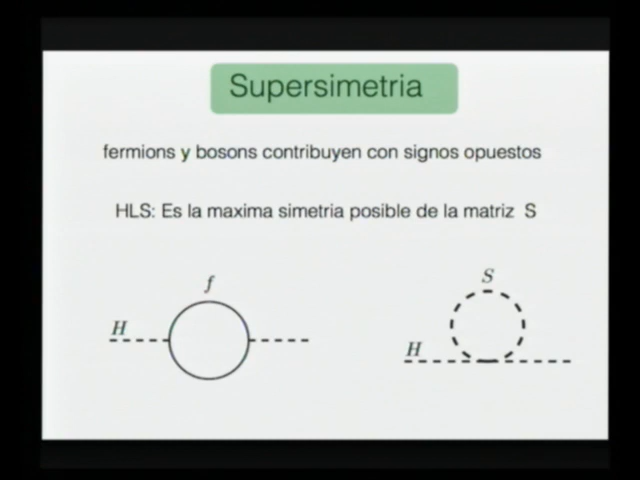 Supersimetria
fermions y bosons contribuyen con signos opuestos
HLS: Es la maxima simetria posible de la matriz S
f
H
S
H